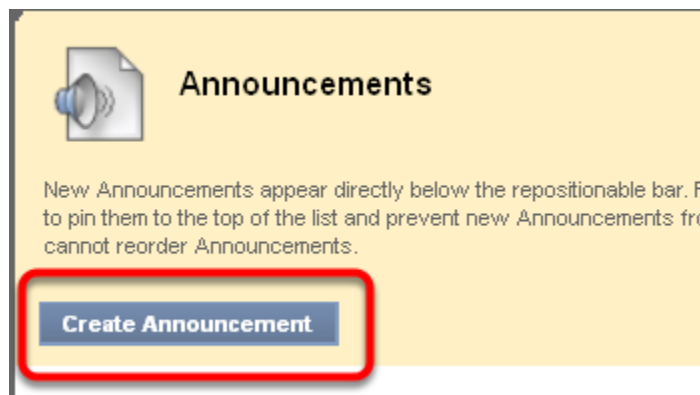 Announcements
New Announcements appear directly below the repositionable bar.
to pin them to the top of the list and prevent new Announcements
cannot reorder Announcements.
Create Announcement